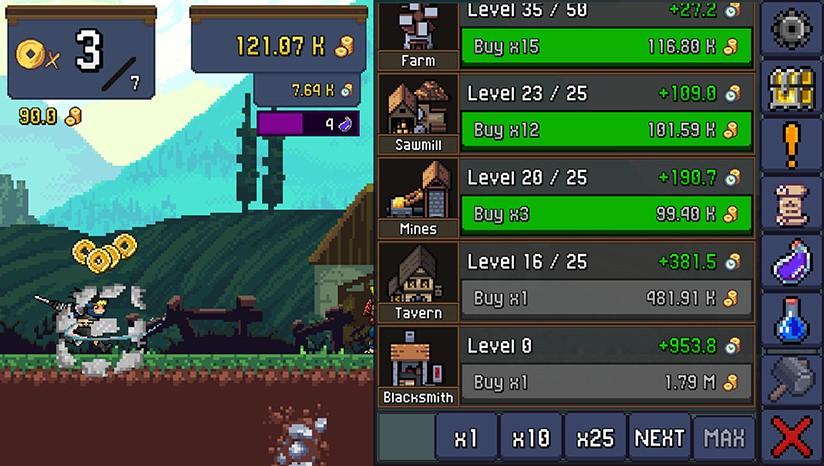 x 3 / 7
90.0
121.07 K
7.64 K
4
Level 35 / 50 +27.2
Farm
Buy x15 116.80 K
Level 23 / 25 +109.0
Sawmill
Buy x12 101.59 K
Level 20 / 25 +190.7
Mines
Buy x3 99.40 K
Level 16 / 25 +381.5
Tavern
Buy x1 481.91 K
Level 0 +953.8
Blacksmith
Buy x1 1.79 M
x1 x10 x25 NEXT MAX